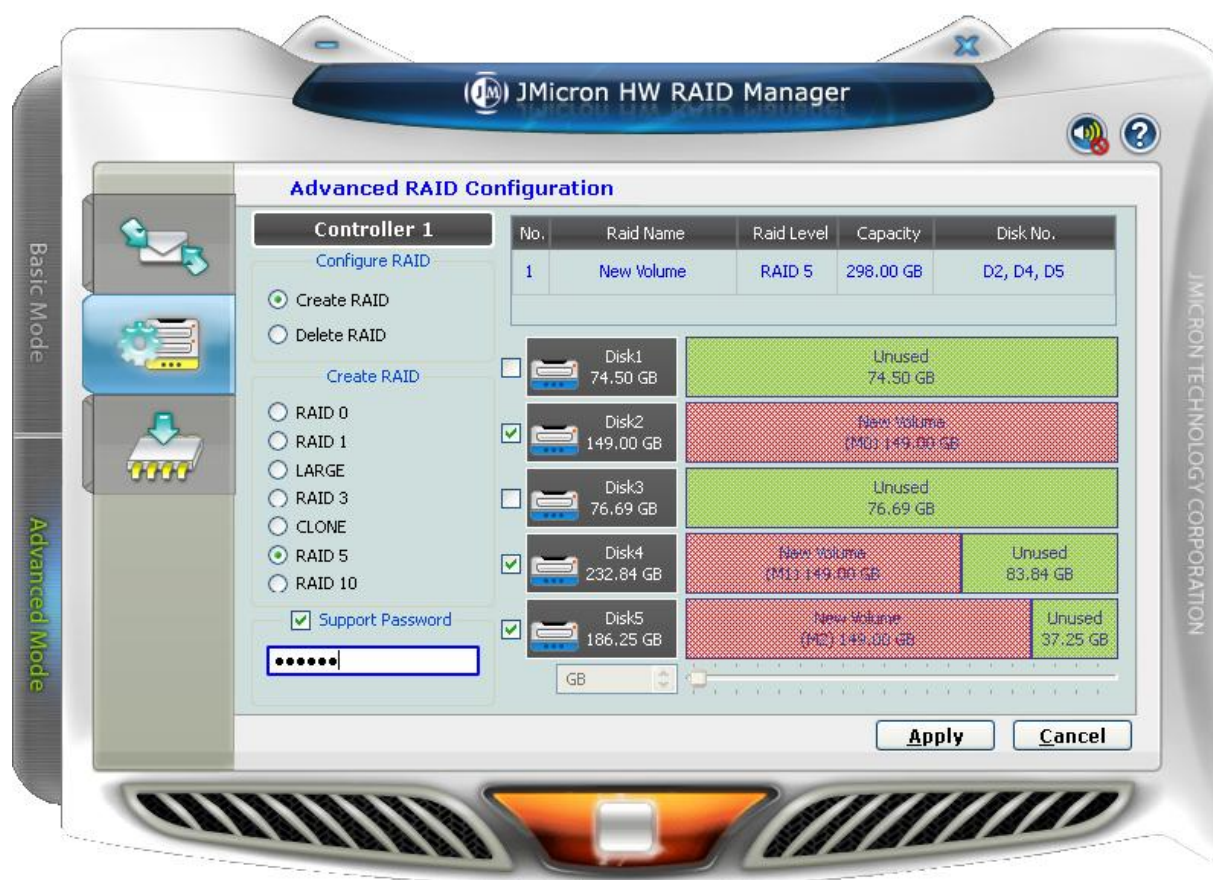 JM JMicron HW RAID Manager
Basic Mode
Advanced Mode
JMICRON TECHNOLOGY CORPORATION
Advanced RAID Configuration
Controller 1
Configure RAID
Create RAID
Delete RAID
Create RAID
RAID 0
RAID 1
LARGE
RAID 3
CLONE
RAID 5
RAID 10
Support Password
••••••
No. Raid Name Raid Level Capacity Disk No.
1 New Volume RAID 5 298.00 GB D2, D4, D5
Disk1 Unused
74.50 GB 74.50 GB
Disk2 New Volume
149.00 GB (M0) 149.00 GB
Disk3 Unused
76.69 GB 76.69 GB
Disk4 New Volume Unused
232.84 GB (M1) 149.00 GB 83.84 GB
Disk5 New Volume Unused
186.25 GB (M2) 149.00 GB 37.25 GB
GB
Apply Cancel